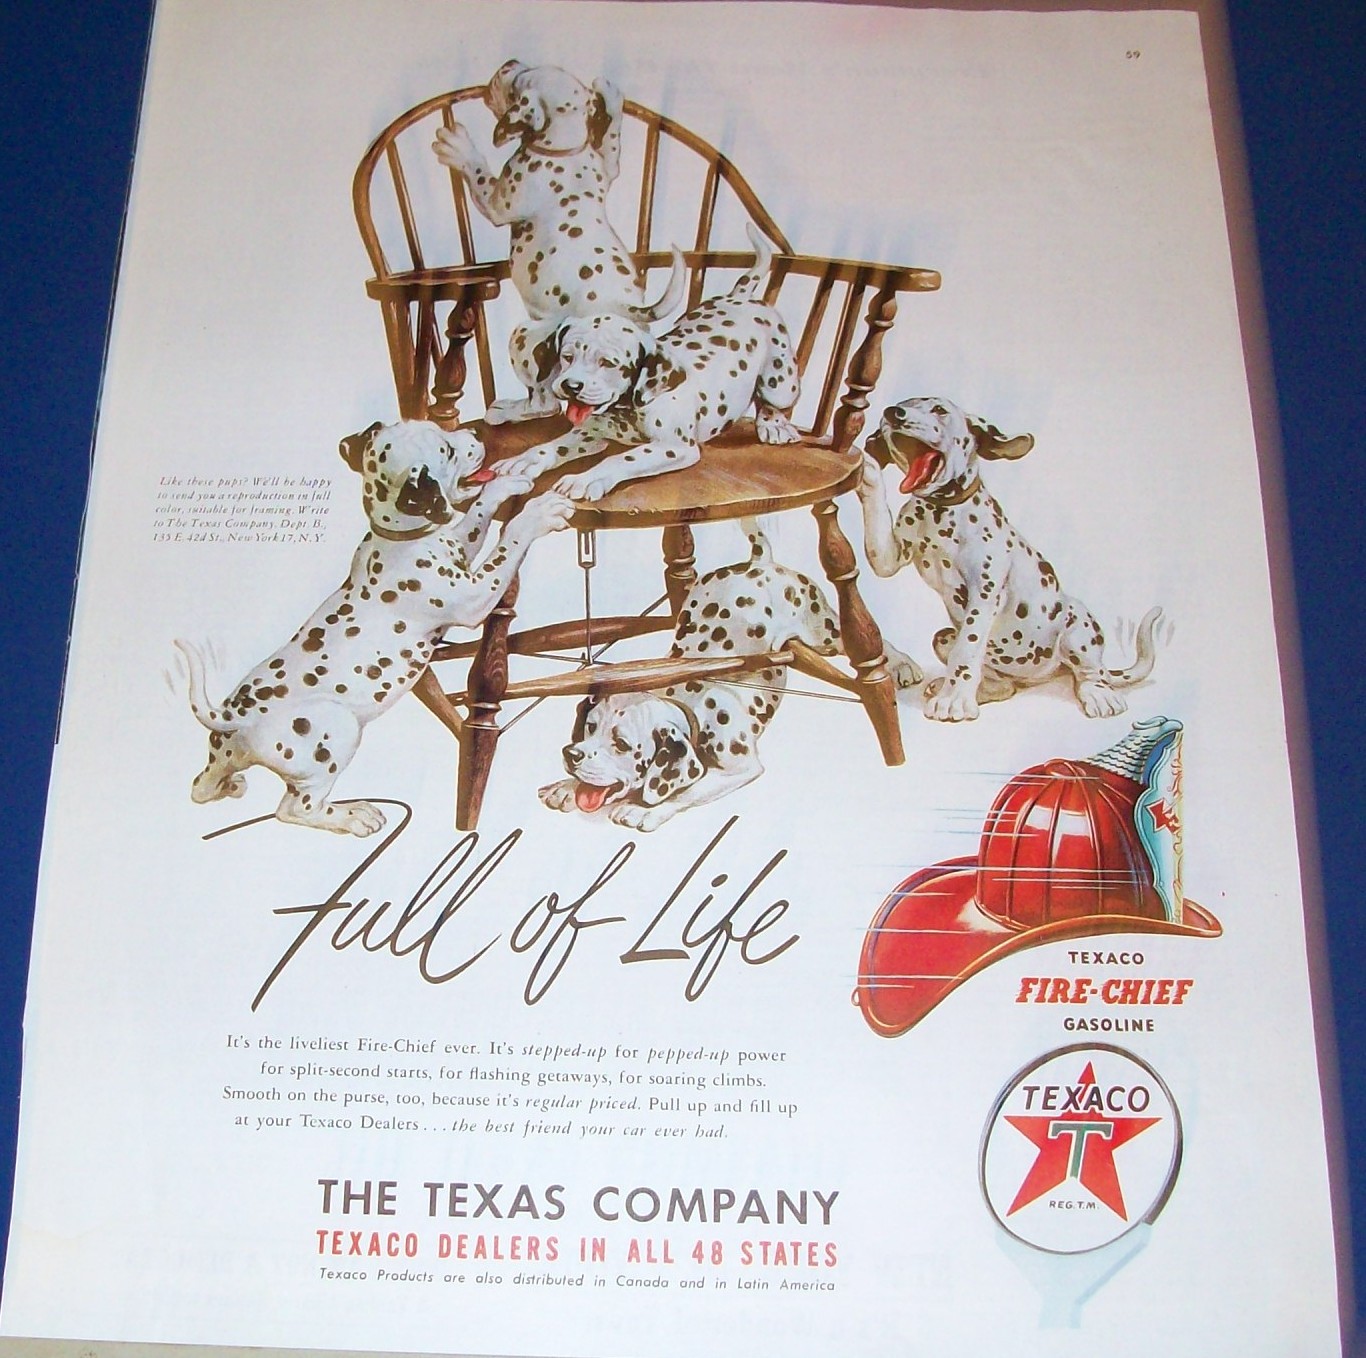 59
Like these pups? We'll be happy
to send you a reproduction in full
color, suitable for framing. Write
to The Texas Company, Dept. B.,
135 E. 42d St., New York 17, N.Y.
Full of Life
It's the liveliest Fire-Chief ever. It's stepped-up for pepped-up power
for split-second starts, for flashing getaways, for soaring climbs.
Smooth on the purse, too, because it's regular priced. Pull up and fill up
at your Texaco Dealers . . . the best friend your car ever had.
THE TEXAS COMPANY
TEXACO DEALERS IN ALL 48 STATES
Texaco Products are also distributed in Canada and in Latin America
TEXACO
FIRE-CHIEF
GASOLINE
TEXACO
T
REG. T.M.